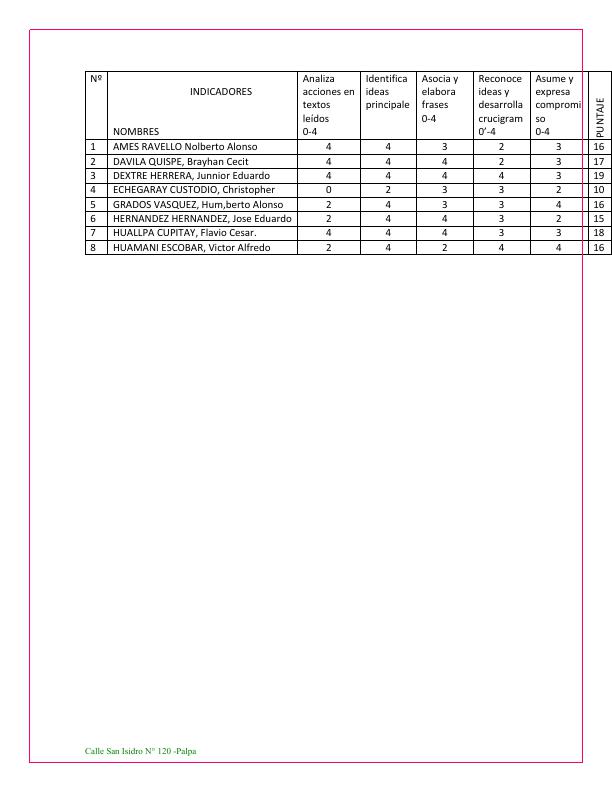 Nº INDICADORES NOMBRES Analiza acciones en textos leídos 0-4 Identifica ideas principale Asocia y elabora frases 0-4 Reconoce ideas y desarrolla crucigram 0’-4 Asume y expresa compromi so 0-4 PUNTAJE
1 AMES RAVELLO Nolberto Alonso 4 4 3 2 3 16
2 DAVILA QUISPE, Brayhan Cecit 4 4 4 2 3 17
3 DEXTRE HERRERA, Junnior Eduardo 4 4 4 4 3 19
4 ECHEGARAY CUSTODIO, Christopher 0 2 3 3 2 10
5 GRADOS VASQUEZ, Hum,berto Alonso 2 4 3 3 4 16
6 HERNANDEZ HERNANDEZ, Jose Eduardo 2 4 4 3 2 15
7 HUALLPA CUPITAY, Flavio Cesar. 4 4 4 3 3 18
8 HUAMANI ESCOBAR, Victor Alfredo 2 4 2 4 4 16
Calle San Isidro N° 120 -Palpa